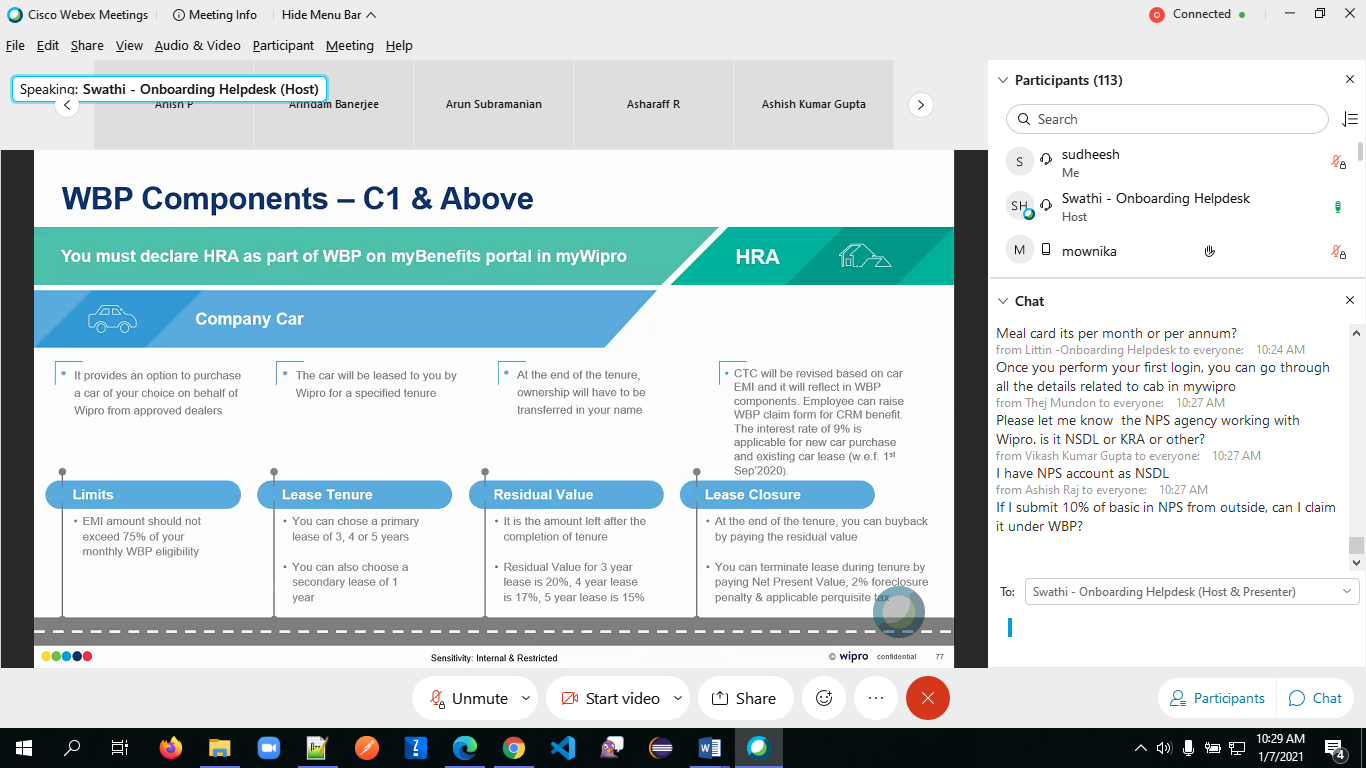 Cisco Webex Meetings
Meeting Info
Hide Menu Bar
Connected
File Edit Share View Audio & Video Participant Meeting Help
Speaking: Swathi - Onboarding Helpdesk (Host)
Anish P
Arindam Banerjee
Arun Subramanian
Asharaff R
Ashish Kumar Gupta
WBP Components – C1 & Above
You must declare HRA as part of WBP on myBenefits portal in myWipro
HRA
Company Car
• It provides an option to purchase
a car of your choice on behalf of
Wipro from approved dealers
• The car will be leased to you by
Wipro for a specified tenure
• At the end of the tenure,
ownership will have to be
transferred in your name
• CTC will be revised based on car
EMI and it will reflect in WBP
components. Employee can raise
WBP claim form for CRM benefit.
The interest rate of 9% is
applicable for new car purchase
and existing car lease (w.e.f. 1st
Sep'2020).
Limits
• EMI amount should not
exceed 75% of your
monthly WBP eligibility
Lease Tenure
• You can chose a primary
lease of 3, 4 or 5 years
• You can also choose a
secondary lease of 1
year
Residual Value
• It is the amount left after the
completion of tenure
• Residual Value for 3 year
lease is 20%, 4 year lease
is 17%, 5 year lease is 15%
Lease Closure
• At the end of the tenure, you can buyback
by paying the residual value
• You can terminate lease during tenure by
paying Net Present Value, 2% foreclosure
penalty & applicable perquisite tax
Sensitivity: Internal & Restricted
© wipro confidential 77
Participants (113)
Search
S
sudheesh
Me
SH
Swathi - Onboarding Helpdesk
Host
M
mownika
Chat
Meal card its per month or per annum?
from Littin -Onboarding Helpdesk to everyone: 10:24 AM
Once you perform your first login, you can go through
all the details related to cab in mywipro
from Thej Mundon to everyone: 10:27 AM
Please let me know the NPS agency working with
Wipro. is it NSDL or KRA or other?
from Vikash Kumar Gupta to everyone: 10:27 AM
I have NPS account as NSDL
from Ashish Raj to everyone: 10:27 AM
If I submit 10% of basic in NPS from outside, can I claim
it under WBP?
To: Swathi - Onboarding Helpdesk (Host & Presenter)
Unmute
Start video
Share
Participants
Chat
10:29 AM
1/7/2021
4